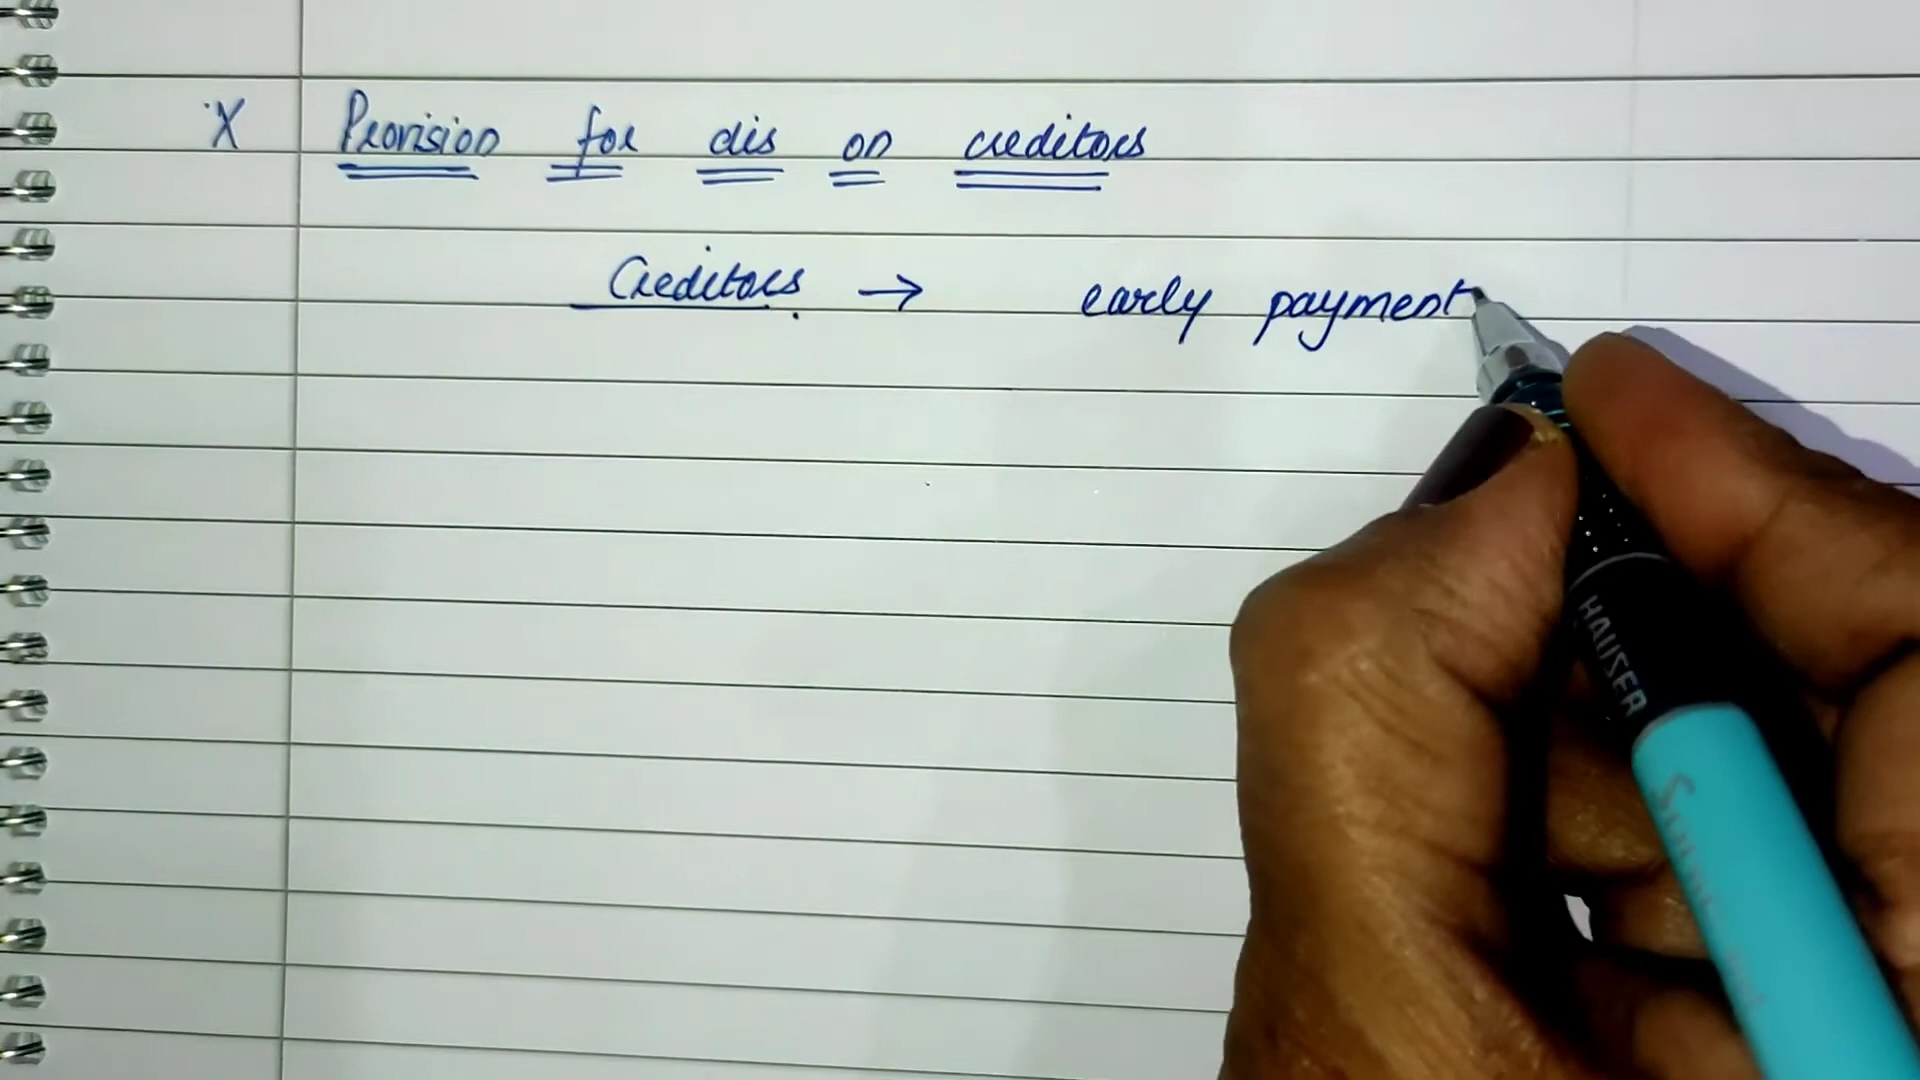 X Provision for dis on creditors
Creditors → early payment
HAUSER